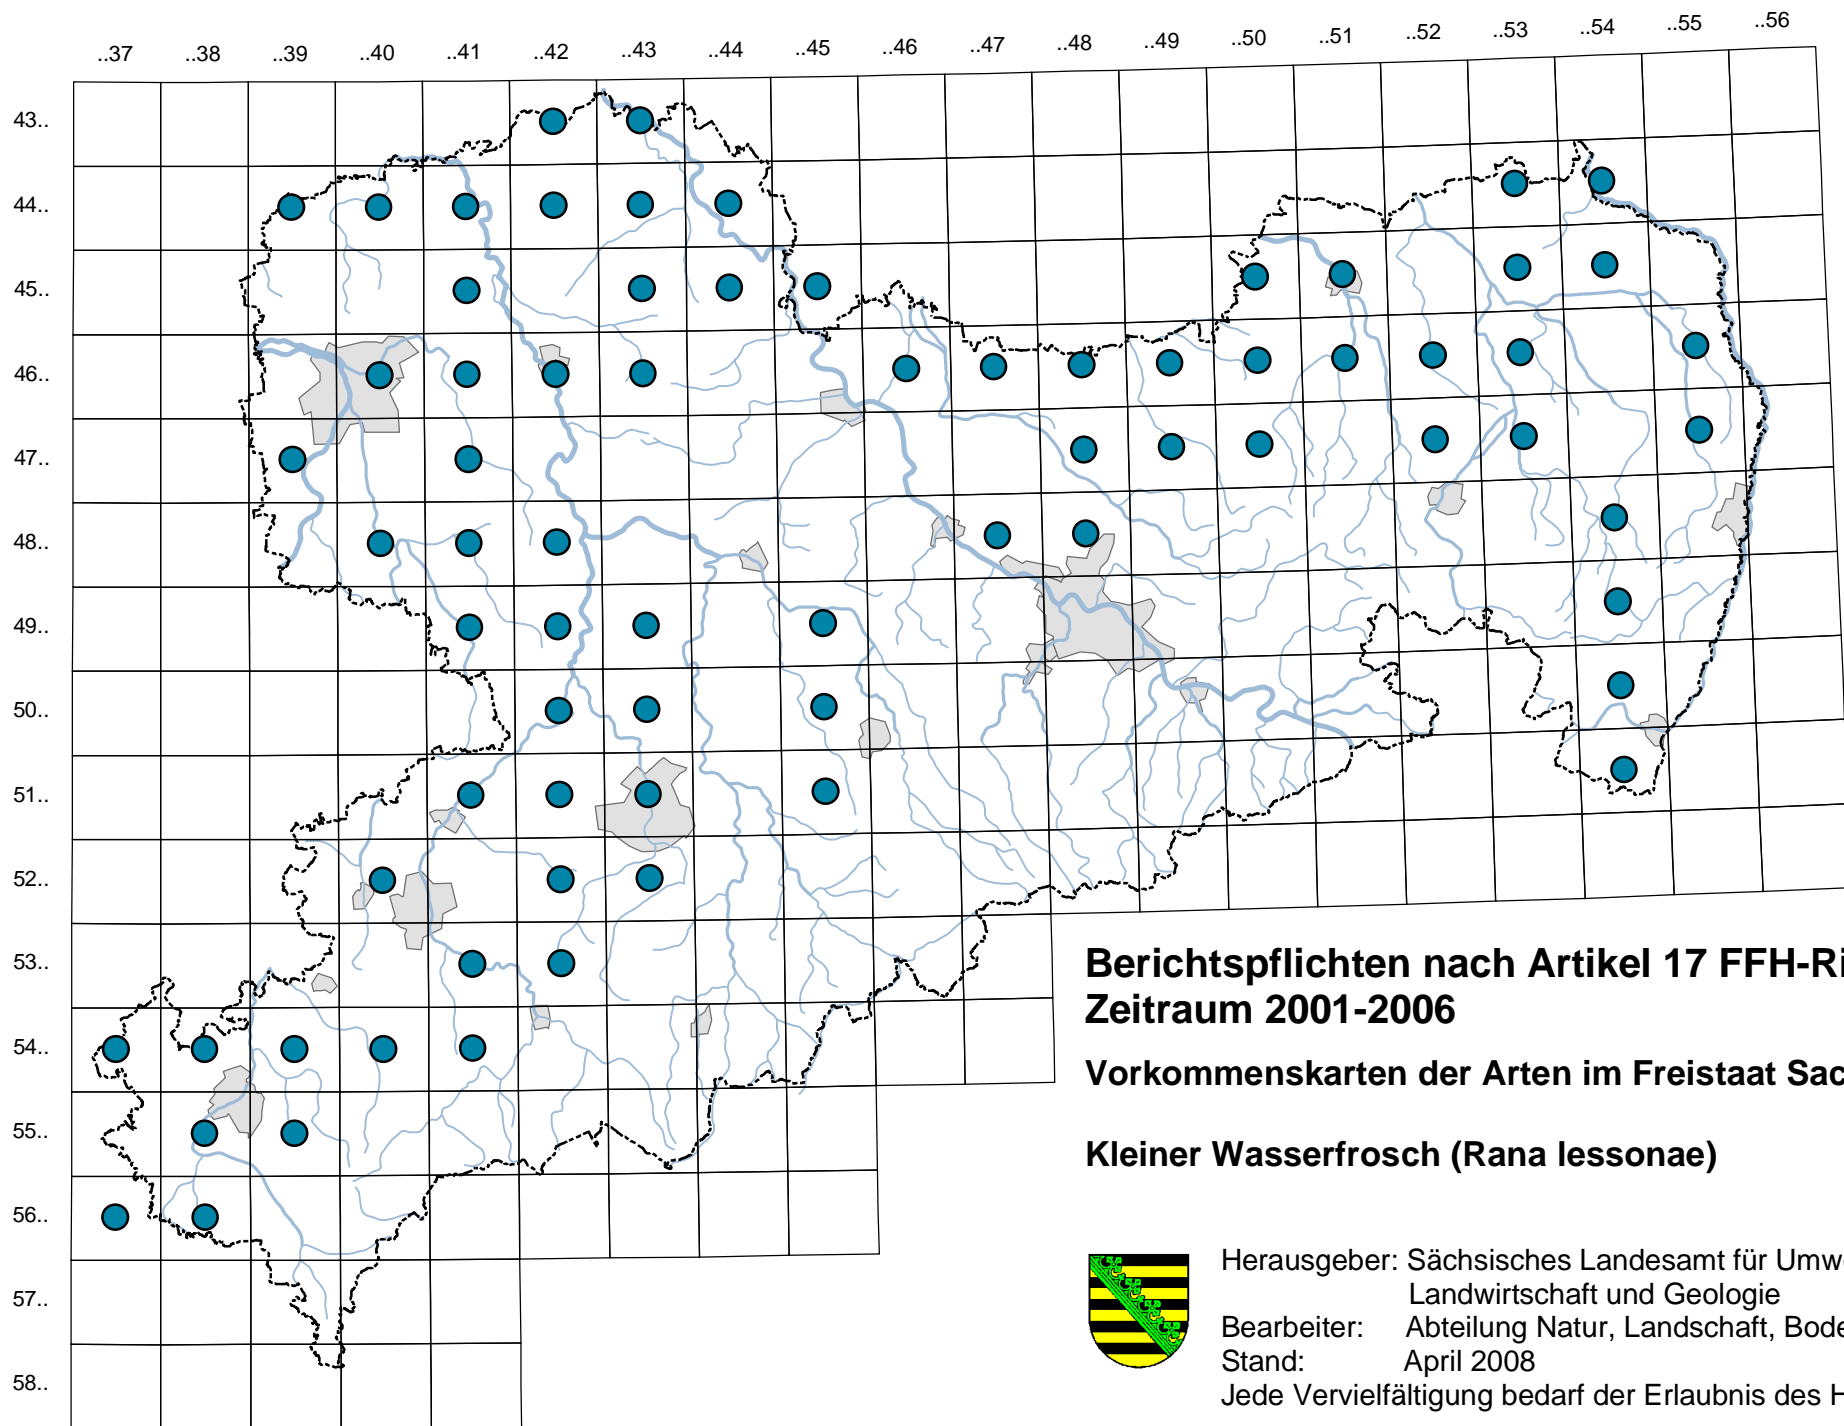 ..37 ..38 ..39 ..40 ..41 ..42 ..43 ..44 ..45 ..46 ..47 ..48 ..49 ..50 ..51 ..52 ..53 ..54 ..55 ..56
43..
44..
45..
46..
47..
48..
49..
50..
51..
52..
53..
54..
55..
56..
57..
58..
Berichtspflichten nach Artikel 17 FFH-Ri
Zeitraum 2001-2006
Vorkommenskarten der Arten im Freistaat Sac
Kleiner Wasserfrosch (Rana lessonae)
Herausgeber: Sächsisches Landesamt für Umwe
Landwirtschaft und Geologie
Bearbeiter: Abteilung Natur, Landschaft, Bode
Stand: April 2008
Jede Vervielfältigung bedarf der Erlaubnis des H